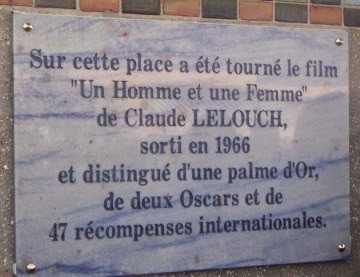 Sur cette place a été tourné le film
"Un Homme et une Femme"
de Claude LELOUCH,
sorti en 1966
et distingué d'une palme d'Or,
de deux Oscars et de
47 récompenses internationales.